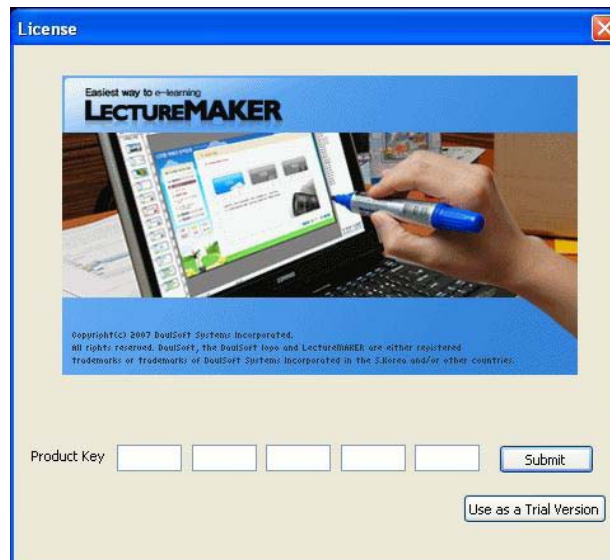 License
Easiest way to e-learning
LECTUREMAKER
Copyright(c) 2007 DaulSoft Systems Incorporated.
All rights reserved. DaulSoft, the DaulSoft logo and LectureMAKER are either registered
trademarks or trademarks of DaulSoft Systems Incorporated in the S.Korea and/or other countries.
Product Key
Submit
Use as a Trial Version